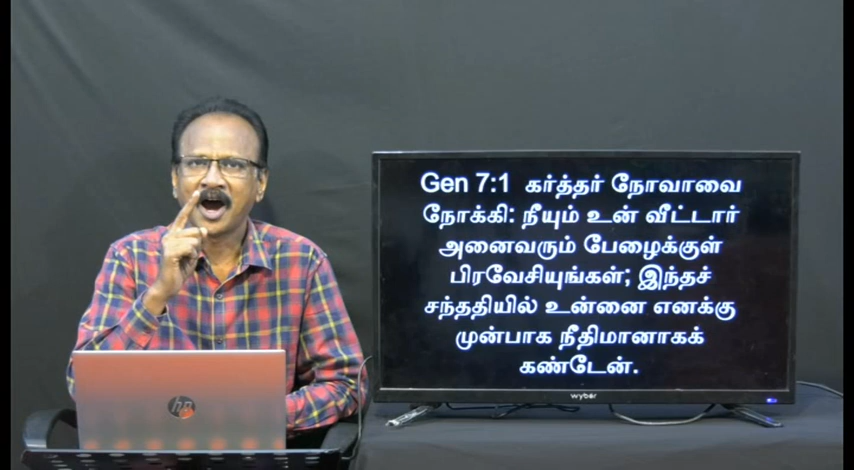 Gen 7:1 கர்த்தர் நோவாவை
நோக்கி: நீயும் உன் வீட்டார்
அனைவரும் பேழைக்குள்
பிரவேசியுங்கள்; இந்தச்
சந்ததியில் உன்னை எனக்கு
முன்பாக நீதிமானாகக்
கண்டேன்.
wybor
hp